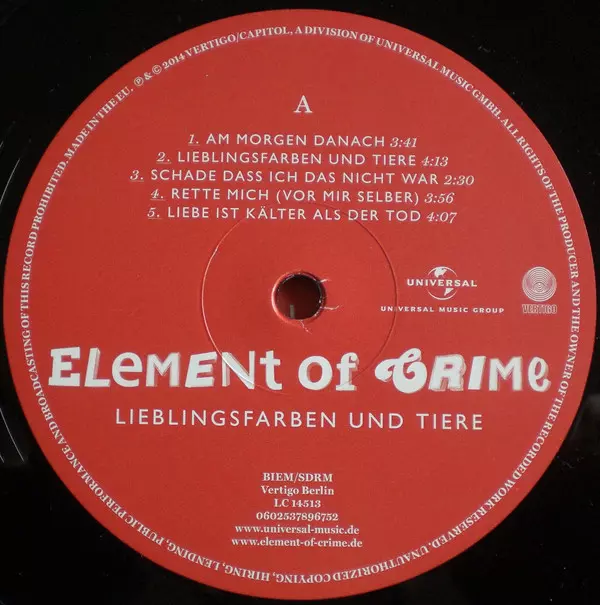 ℗ & © 2014 VERTIGO/CAPITOL, A DIVISION OF UNIVERSAL MUSIC GMBH. ALL RIGHTS OF THE PRODUCER AND THE OWNER OF THE RECORDED WORK RESERVED. UNAUTHORIZED COPYING, HIRING, LENDING, PUBLIC PERFORMANCE AND BROADCASTING OF THIS RECORD PROHIBITED. MADE IN THE EU.
A
1. AM MORGEN DANACH 3:41
2. LIEBLINGSFARBEN UND TIERE 4:13
3. SCHADE DASS ICH DAS NICHT WAR 2:30
4. RETTE MICH (VOR MIR SELBER) 3:56
5. LIEBE IST KÄLTER ALS DER TOD 4:07
UNIVERSAL
UNIVERSAL MUSIC GROUP
VERTIGO
ELeMENt of CRIMe
LIEBLINGSFARBEN UND TIERE
BIEM/SDRM
Vertigo Berlin
LC 14513
0602537896752
www.universal-music.de
www.element-of-crime.de